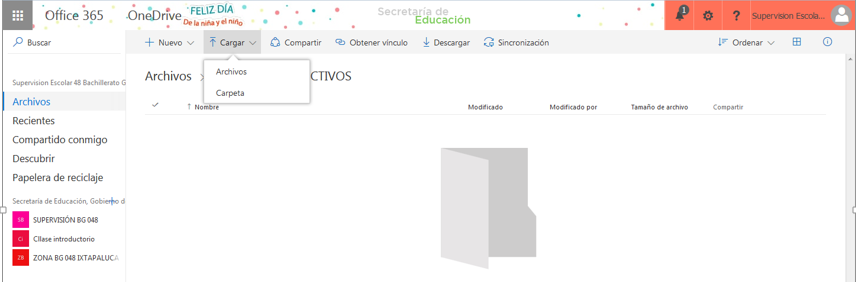 Office 365
OneDrive
FELIZ DÍA
De la niña y el niño
Secretaría de
Educación
1
?
Supervision Escola...
Buscar
Nuevo
Cargar
Compartir
Obtener vínculo
Descargar
Sincronización
Ordenar
Archivos
Carpeta
Supervision Escolar 48 Bachillerato G
Archivos
Recientes
Compartido conmigo
Descubrir
Papelera de reciclaje
Secretaría de Educación, Gobierno d
SB SUPERVISIÓN BG 048
CI Cllase introductorio
ZB ZONA BG 048 IXTAPALUCA
Archivos > CTIVOS
Nombre
Modificado
Modificado por
Tamaño de archivo
Compartir